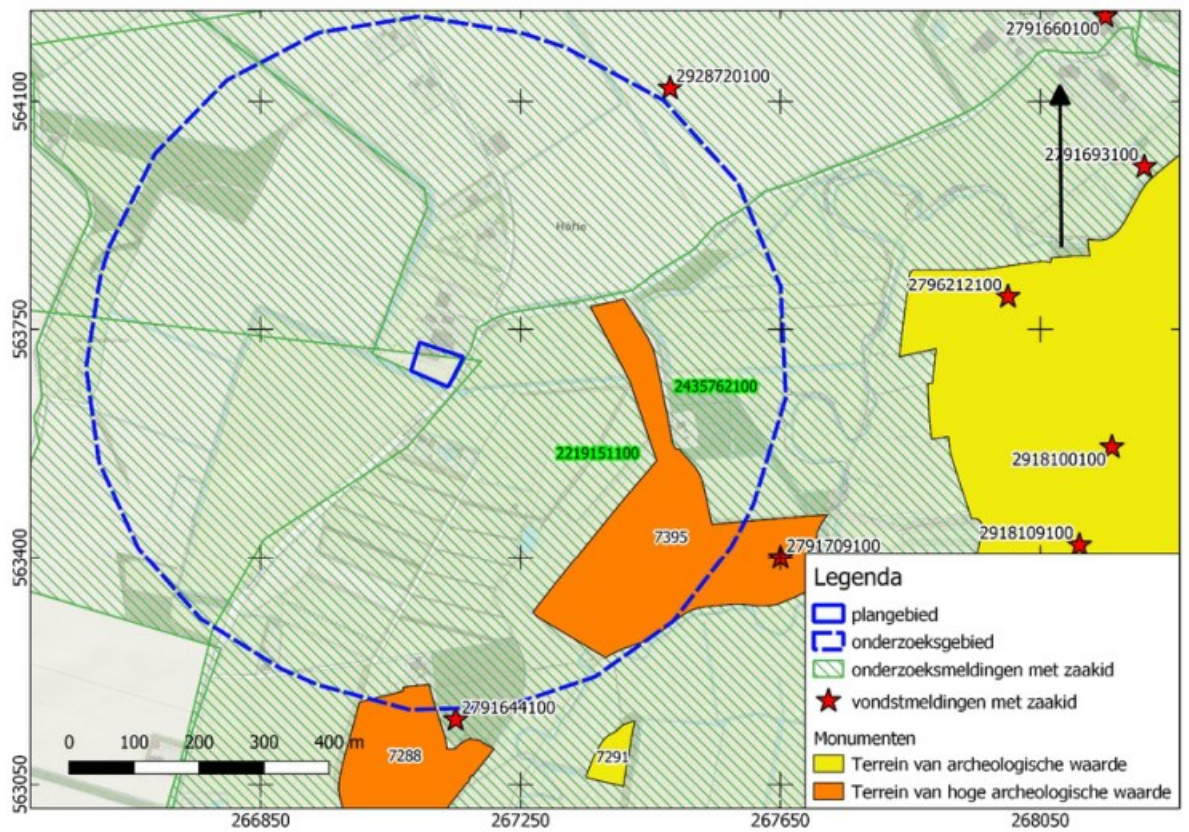 2791660100
2928720100
564100
2791693100
Höfte
2796212100
563750
2435762100
2219151100
2918100100
7395
2918109100
2791709100
563400
Legenda
plangebied
onderzoeksgebied
onderzoeksmeldingen met zaakid
vondstmeldingen met zaakid
Monumenten
Terrein van archeologische waarde
Terrein van hoge archeologische waarde
2791644100
0 100 200 300 400 m
7288
7291
563050
266850 267250 267650 268050